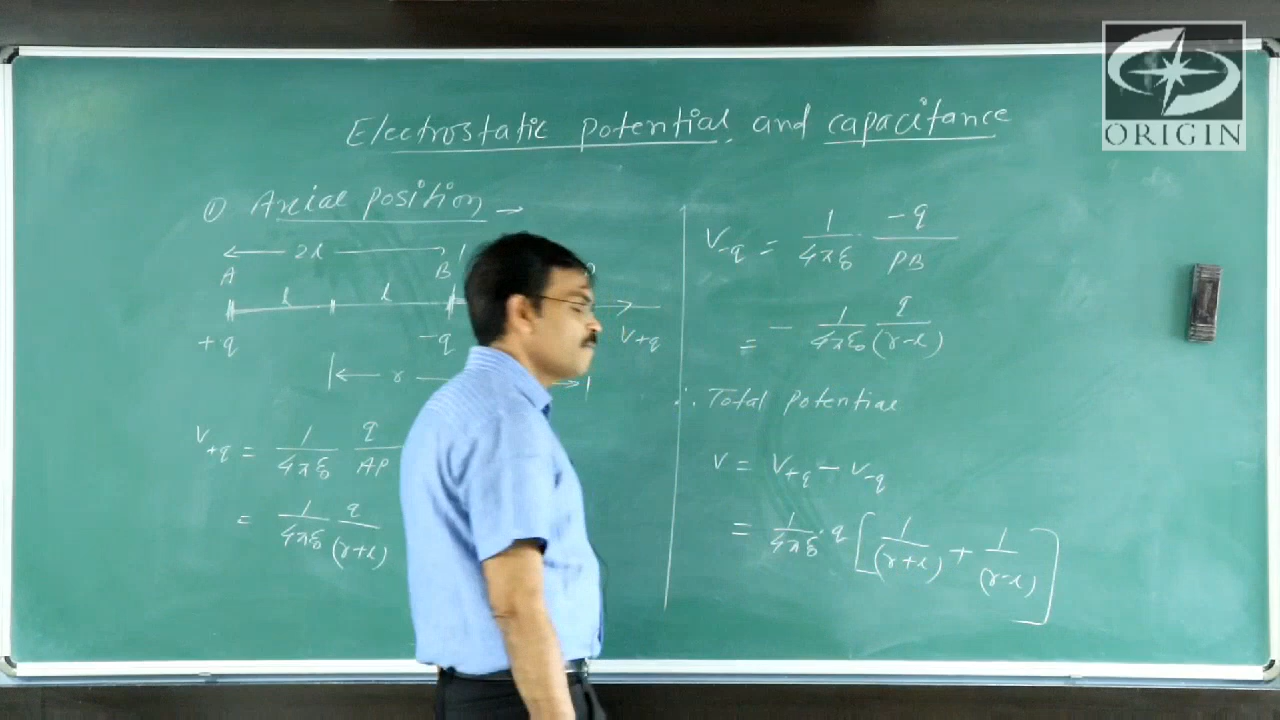 ORIGIN
Electrostatic potential and capacitance
① Axial position →
← 2l
A B
l l
+q -q V+q
← r →
V+q = 1/4πε₀ q/AP
= 1/4πε₀ q/(r+l)
V-q = 1/4πε₀ -q/PB
= - 1/4πε₀ q/(r-l)
∴ Total potential
V = V+q - V-q
= 1/4πε₀ . q [1/(r+l) + 1/(r-l)]